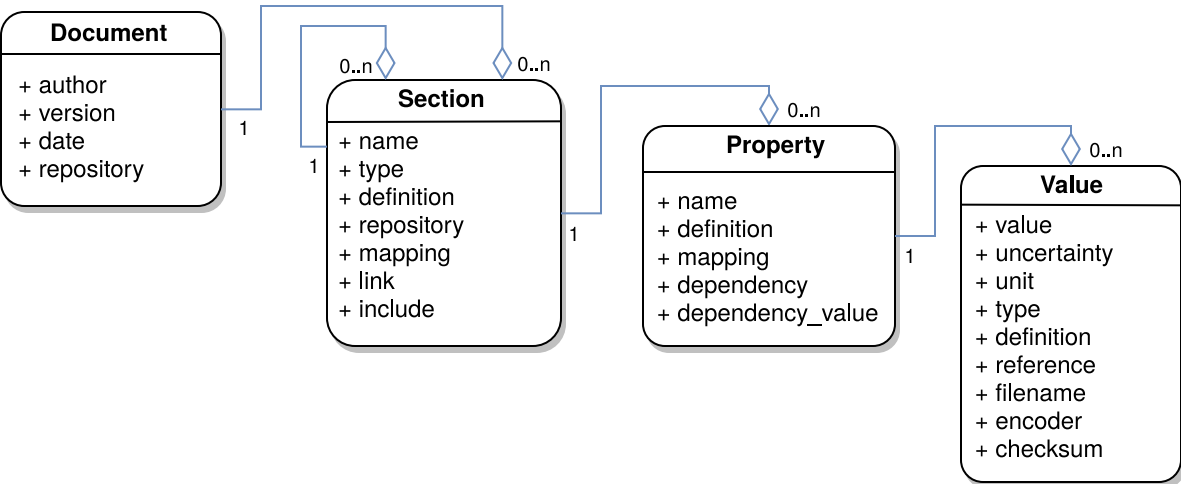 Document
+ author
+ version
+ date
+ repository
1
0..n
0..n
Section
+ name
+ type
+ definition
+ repository
+ mapping
+ link
+ include
1
1
0..n
Property
+ name
+ definition
+ mapping
+ dependency
+ dependency_value
1
0..n
Value
+ value
+ uncertainty
+ unit
+ type
+ definition
+ reference
+ filename
+ encoder
+ checksum